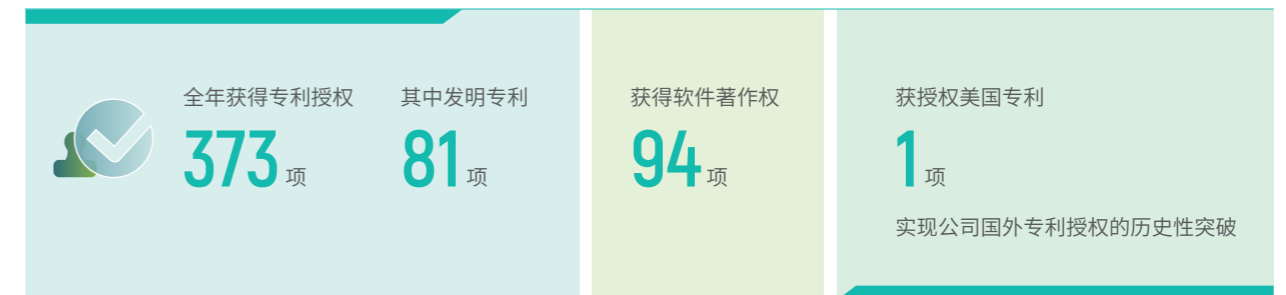 全年获得专利授权
373 项
其中发明专利
81 项
获得软件著作权
94 项
获授权美国专利
1 项
实现公司国外专利授权的历史性突破